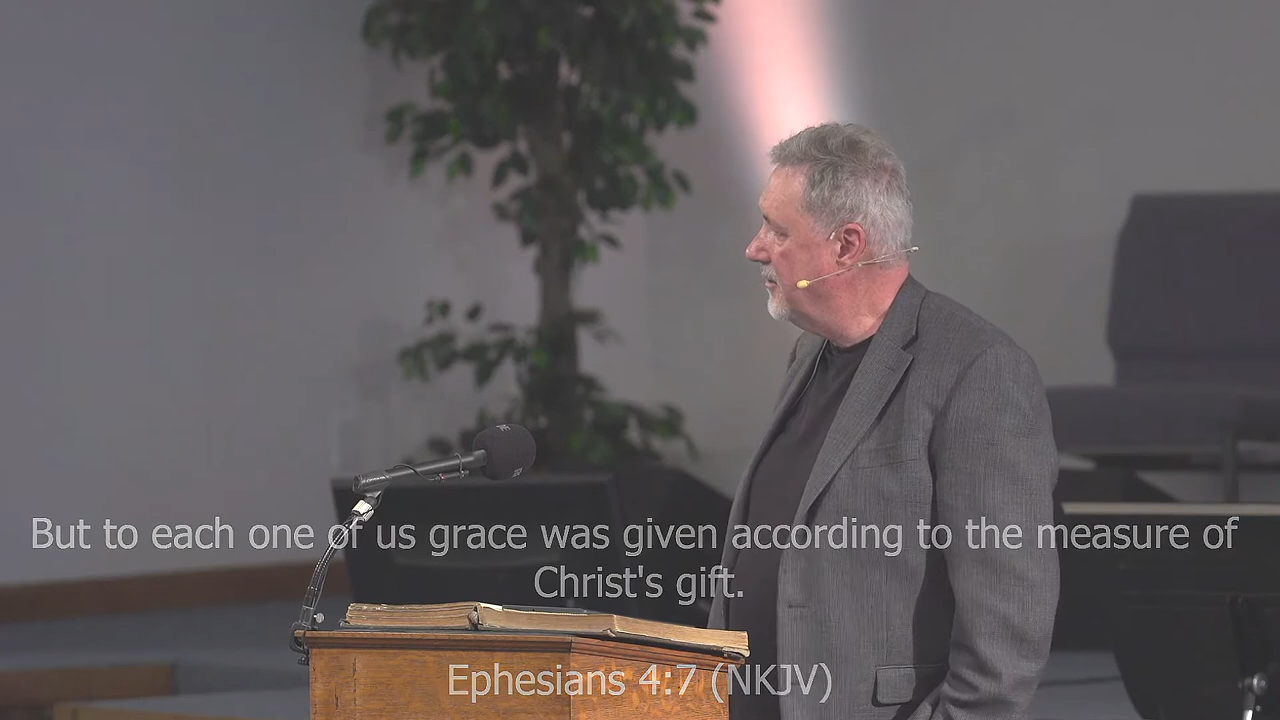 But to each one of us grace was given according to the measure of
Christ's gift.
Ephesians 4:7 (NKJV)